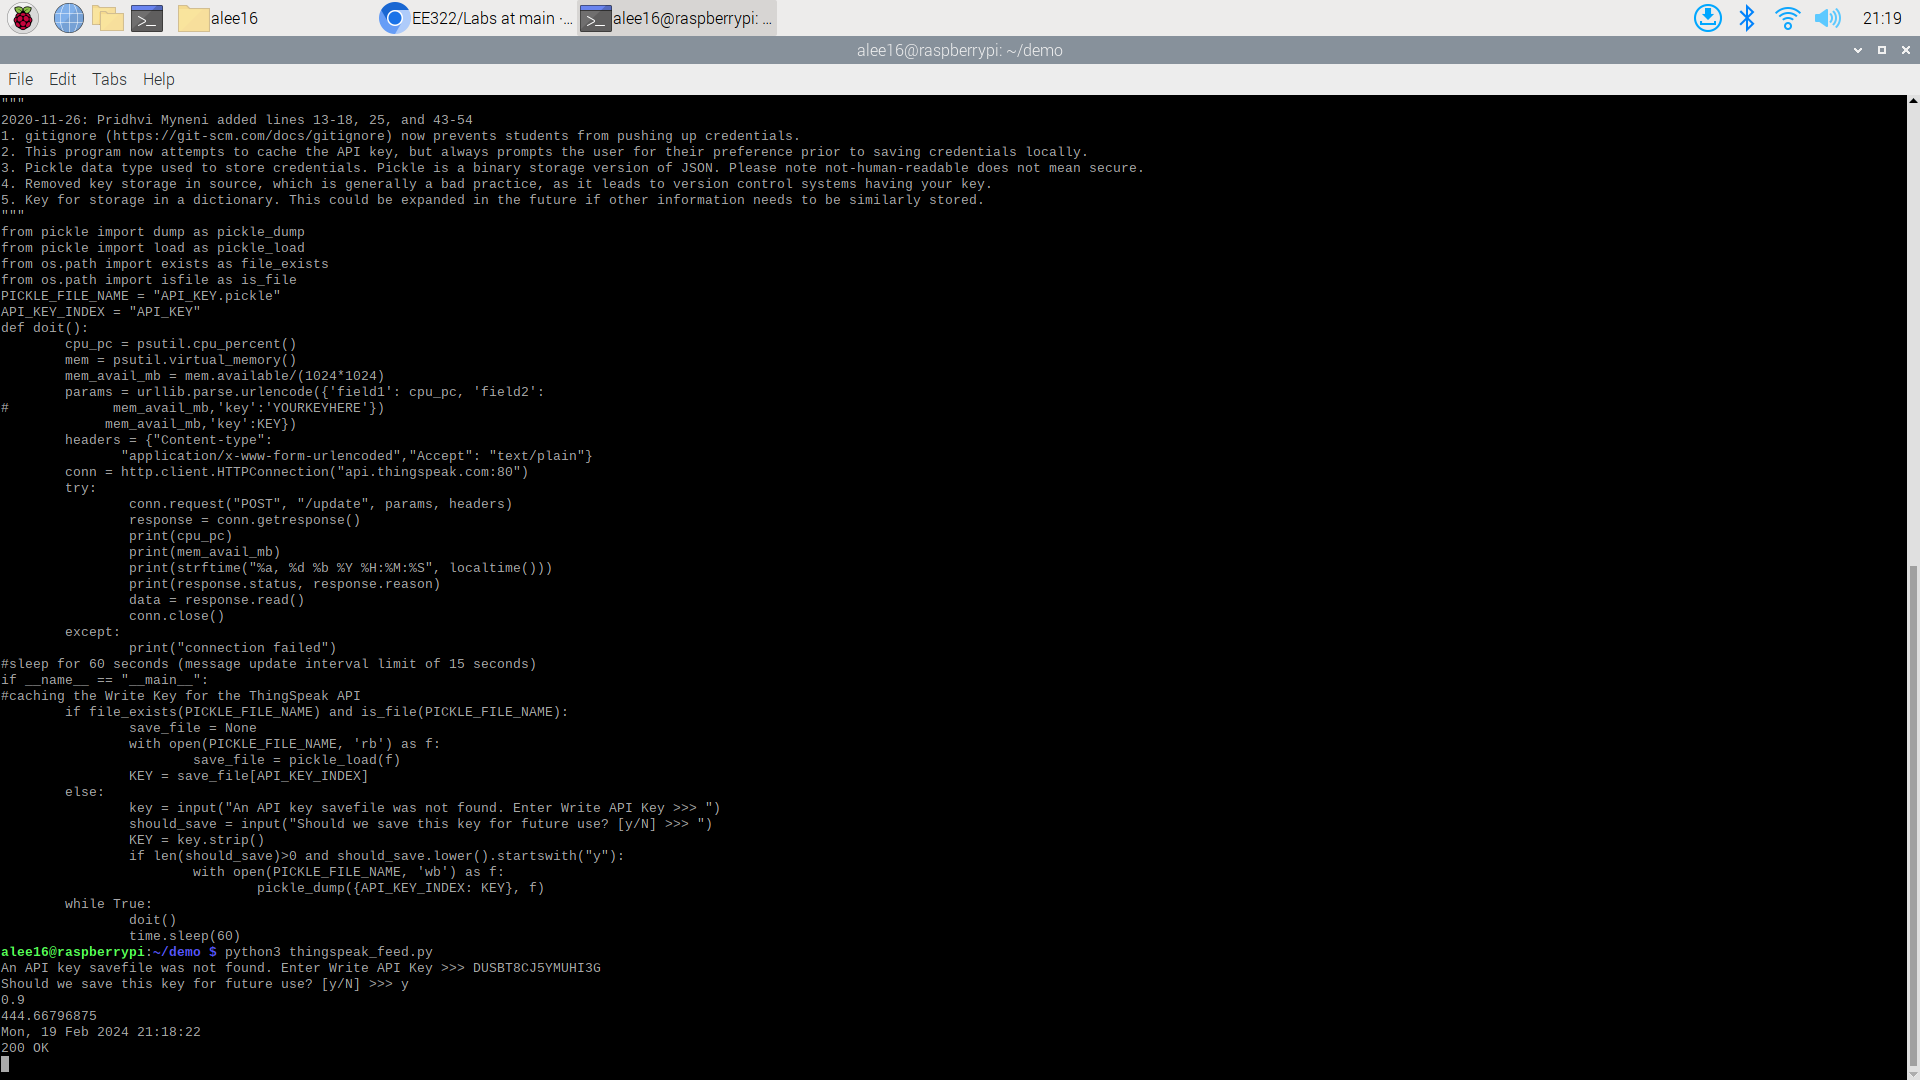 alee16
EE322/Labs at main ·...
alee16@raspberrypi: ...
21:19
alee16@raspberrypi: ~/demo
File Edit Tabs Help
"""
2020-11-26: Pridhvi Myneni added lines 13-18, 25, and 43-54
1. gitignore (https://git-scm.com/docs/gitignore) now prevents students from pushing up credentials.
2. This program now attempts to cache the API key, but always prompts the user for their preference prior to saving credentials locally.
3. Pickle data type used to store credentials. Pickle is a binary storage version of JSON. Please note not-human-readable does not mean secure.
4. Removed key storage in source, which is generally a bad practice, as it leads to version control systems having your key.
5. Key for storage in a dictionary. This could be expanded in the future if other information needs to be similarly stored.
"""
from pickle import dump as pickle_dump
from pickle import load as pickle_load
from os.path import exists as file_exists
from os.path import isfile as is_file
PICKLE_FILE_NAME = "API_KEY.pickle"
API_KEY_INDEX = "API_KEY"
def doit():
        cpu_pc = psutil.cpu_percent()
        mem = psutil.virtual_memory()
        mem_avail_mb = mem.available/(1024*1024)
        params = urllib.parse.urlencode({'field1': cpu_pc, 'field2':
#             mem_avail_mb,'key':'YOURKEYHERE'})
             mem_avail_mb,'key':KEY})
        headers = {"Content-type":
               "application/x-www-form-urlencoded","Accept": "text/plain"}
        conn = http.client.HTTPConnection("api.thingspeak.com:80")
        try:
                conn.request("POST", "/update", params, headers)
                response = conn.getresponse()
                print(cpu_pc)
                print(mem_avail_mb)
                print(strftime("%a, %d %b %Y %H:%M:%S", localtime()))
                print(response.status, response.reason)
                data = response.read()
                conn.close()
        except:
                print("connection failed")
#sleep for 60 seconds (message update interval limit of 15 seconds)
if __name__ == "__main__":
#caching the Write Key for the ThingSpeak API
        if file_exists(PICKLE_FILE_NAME) and is_file(PICKLE_FILE_NAME):
                save_file = None
                with open(PICKLE_FILE_NAME, 'rb') as f:
                        save_file = pickle_load(f)
                KEY = save_file[API_KEY_INDEX]
        else:
                key = input("An API key savefile was not found. Enter Write API Key >>> ")
                should_save = input("Should we save this key for future use? [y/N] >>> ")
                KEY = key.strip()
                if len(should_save)>0 and should_save.lower().startswith("y"):
                        with open(PICKLE_FILE_NAME, 'wb') as f:
                                pickle_dump({API_KEY_INDEX: KEY}, f)
        while True:
                doit()
                time.sleep(60)
alee16@raspberrypi:~/demo $ python3 thingspeak_feed.py
An API key savefile was not found. Enter Write API Key >>> DUSBT8CJ5YMUHI3G
Should we save this key for future use? [y/N] >>> y
0.9
444.66796875
Mon, 19 Feb 2024 21:18:22
200 OK